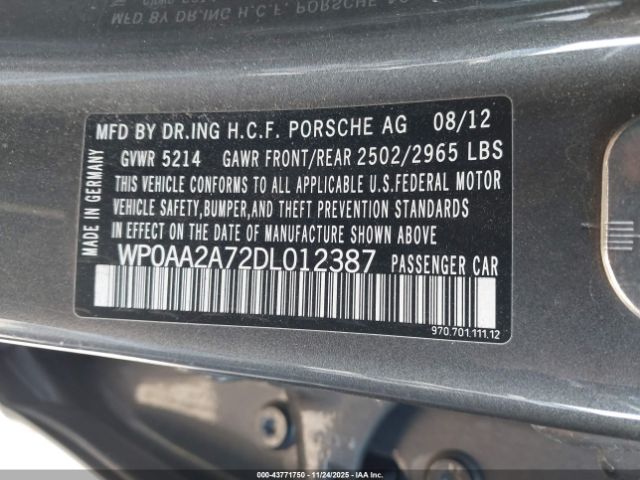 MFD BY DR.ING H.C.F. PORSCHE AG 08/12
GVWR 5214 GAWR FRONT/REAR 2502/2965 LBS
THIS VEHICLE CONFORMS TO ALL APPLICABLE U.S.FEDERAL MOTOR
VEHICLE SAFETY,BUMPER,AND THEFT PREVENTION STANDARDS
IN EFFECT ON THE DATE OF MANUFACTURE SHOWN ABOVE.
WP0AA2A72DL012387 PASSENGER CAR
MADE IN GERMANY
970.701.111.12
000-43771750 - 11/24/2025 - IAA Inc.